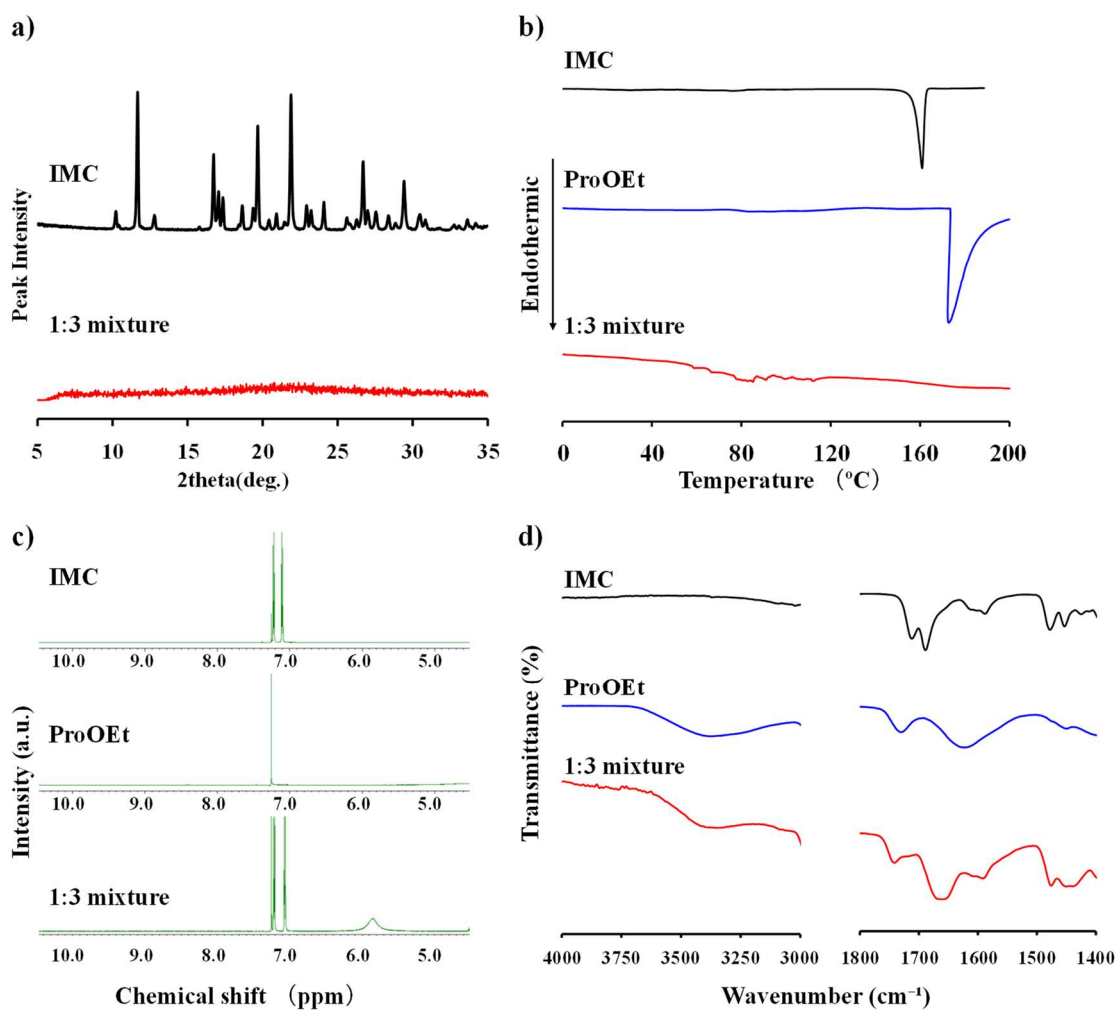 a)
IMC
1:3 mixture
Peak Intensity
5 10 15 20 25 30 35
2theta(deg.)
b)
IMC
ProOEt
1:3 mixture
Endothermic
0 40 80 120 160 200
Temperature （°C）
c)
IMC
10.0 9.0 8.0 7.0 6.0 5.0
ProOEt
10.0 9.0 8.0 7.0 6.0 5.0
1:3 mixture
10.0 9.0 8.0 7.0 6.0 5.0
Intensity (a.u.)
Chemical shift （ppm）
d)
IMC
ProOEt
1:3 mixture
Transmittance (%)
4000 3750 3500 3250 3000 1800 1700 1600 1500 1400
Wavenumber (cm⁻¹)